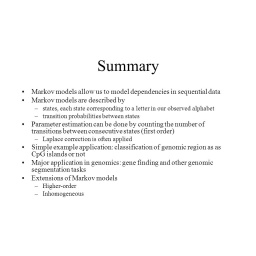 Summary
• Markov models allow us to model dependencies in sequential data
• Markov models are described by
– states, each state corresponding to a letter in our observed alphabet
– transition probabilities between states
• Parameter estimation can be done by counting the number of
transitions between consecutive states (first order)
– Laplace correction is often applied
• Simple example application: classification of genomic region as as
CpG islands or not
• Major application in genomics: gene finding and other genomic
segmentation tasks
• Extensions of Markov models
– Higher-order
– Inhomogeneous